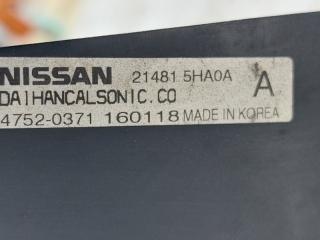 NISSAN 21481 5HA0A A
DAIHANCALSONIC.CO
4752-0371 160118 MADE IN KOREA